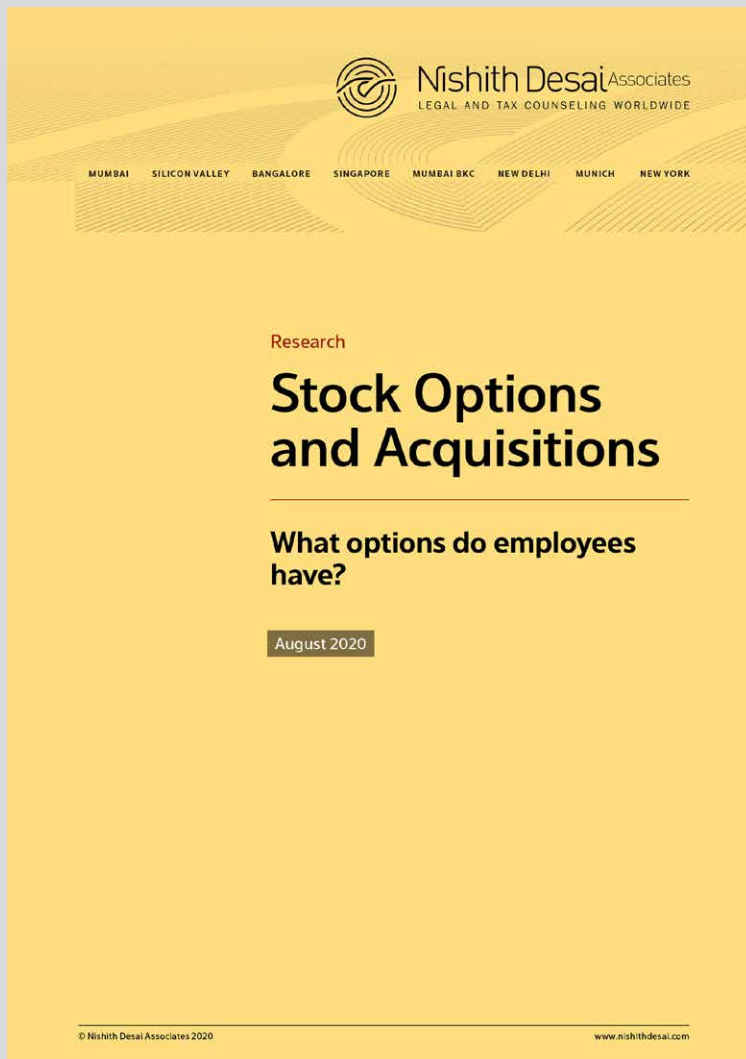 Nishith Desai Associates
LEGAL AND TAX COUNSELING WORLDWIDE
MUMBAI SILICON VALLEY BANGALORE SINGAPORE MUMBAI BKC NEW DELHI MUNICH NEW YORK
Research
Stock Options
and Acquisitions
What options do employees
have?
August 2020
© Nishith Desai Associates 2020 www.nishithdesai.com